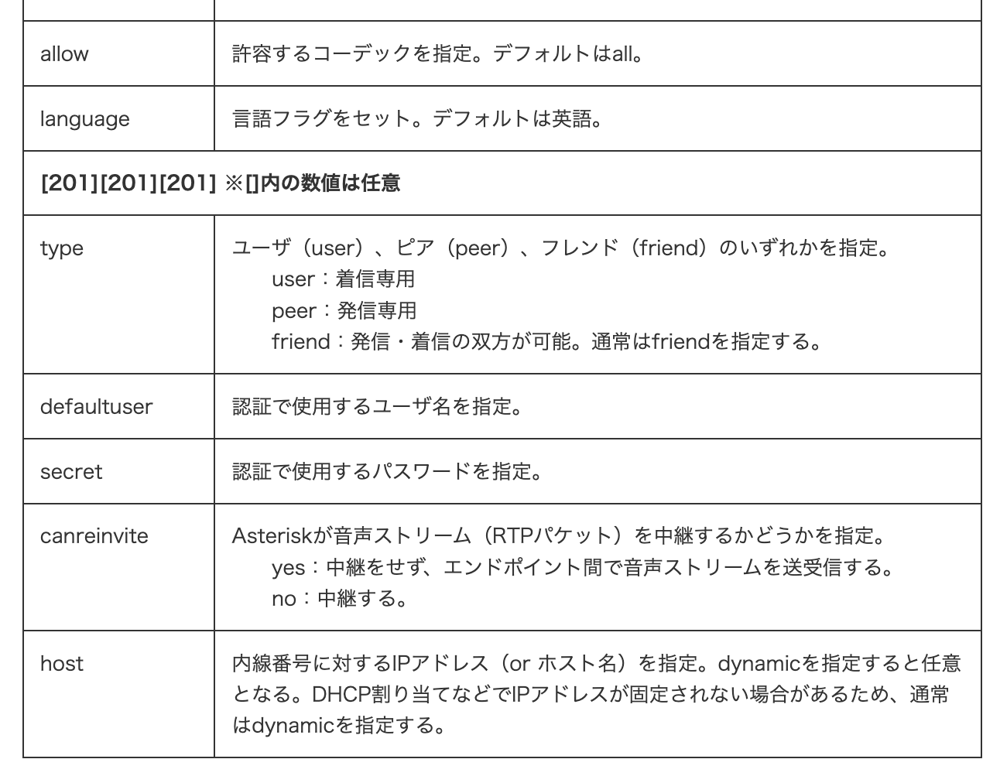 allow
許容するコーデックを指定。デフォルトはall。
language
言語フラグをセット。デフォルトは英語。
[201][201][201] ※[]内の数値は任意
type
ユーザ（user）、ピア（peer）、フレンド（friend）のいずれかを指定。
user：着信専用
peer：発信専用
friend：発信・着信の双方が可能。通常はfriendを指定する。
defaultuser
認証で使用するユーザ名を指定。
secret
認証で使用するパスワードを指定。
canreinvite
Asteriskが音声ストリーム（RTPパケット）を中継するかどうかを指定。
yes：中継をせず、エンドポイント間で音声ストリームを送受信する。
no：中継する。
host
内線番号に対するIPアドレス（or ホスト名）を指定。dynamicを指定すると任意
となる。DHCP割り当てなどでIPアドレスが固定されない場合があるため、通常
はdynamicを指定する。